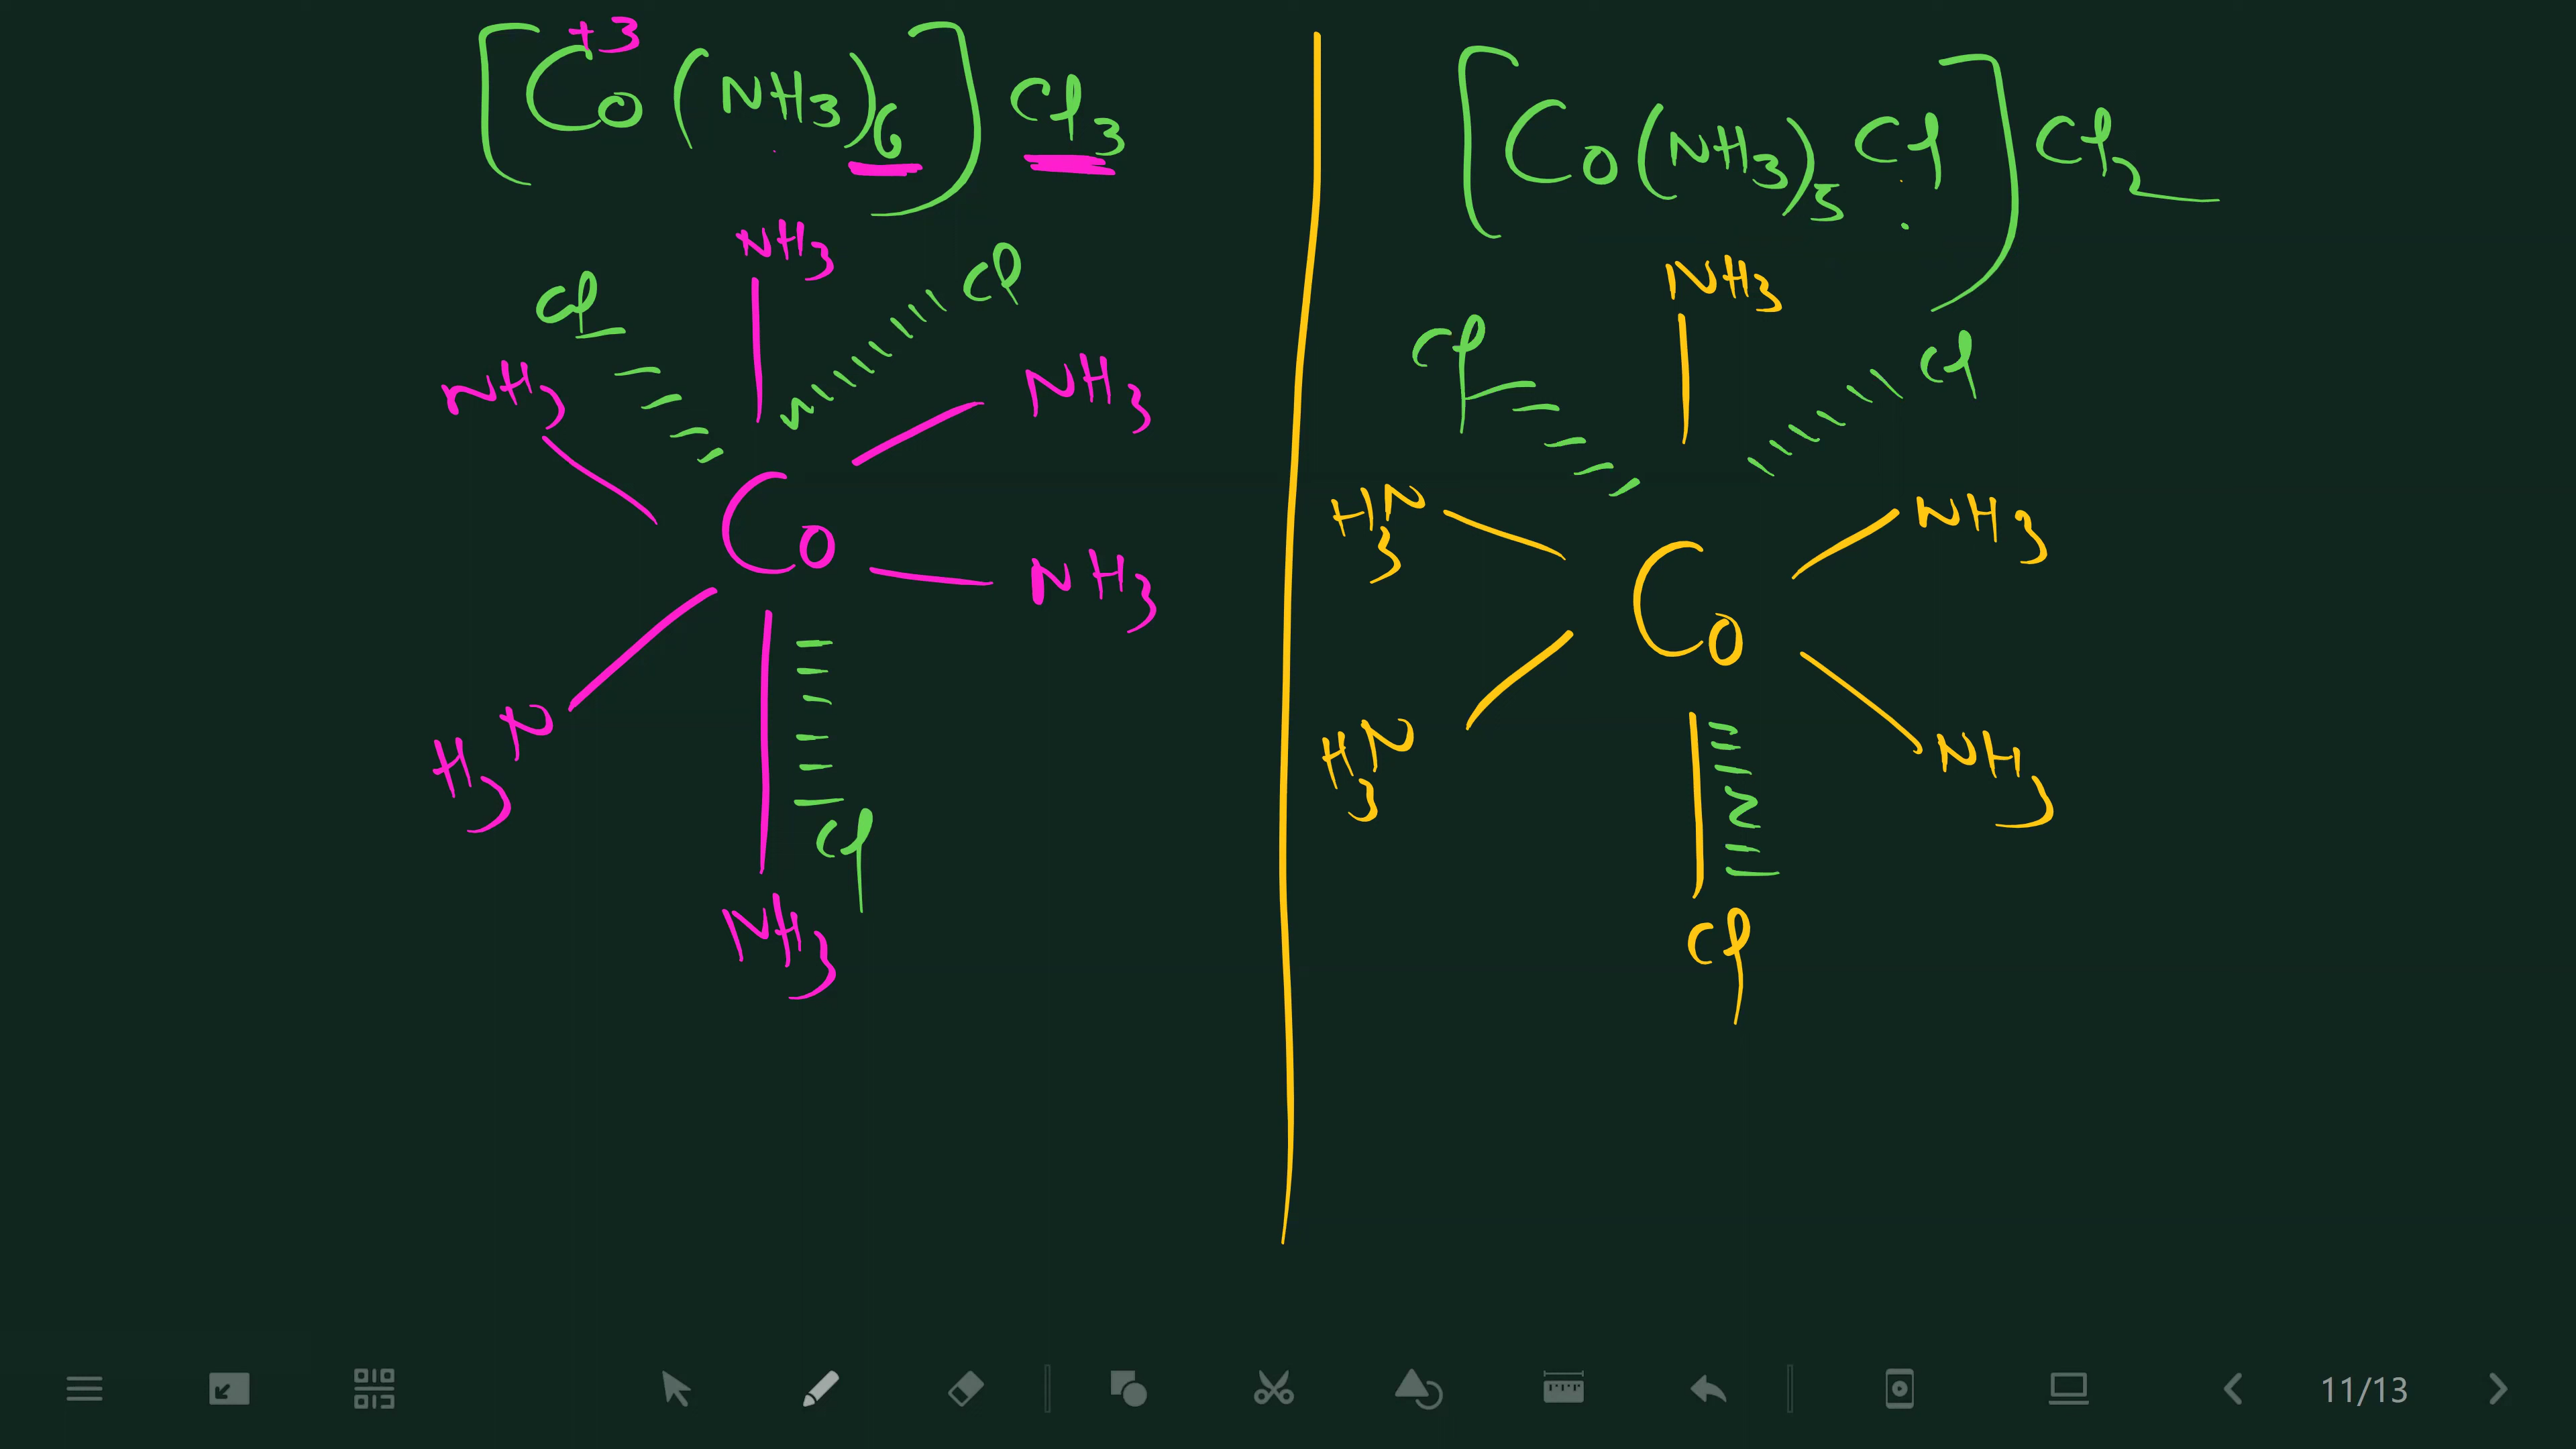 +3
[Co(NH3)6]Cl3
NH3
Cl
Cl
NH3
NH3
Co
NH3
H3N
Cl
NH3
[Co(NH3)5Cl]Cl2
NH3
Cl
Cl
H3N
NH3
Co
H3N
NH3
Cl
11/13